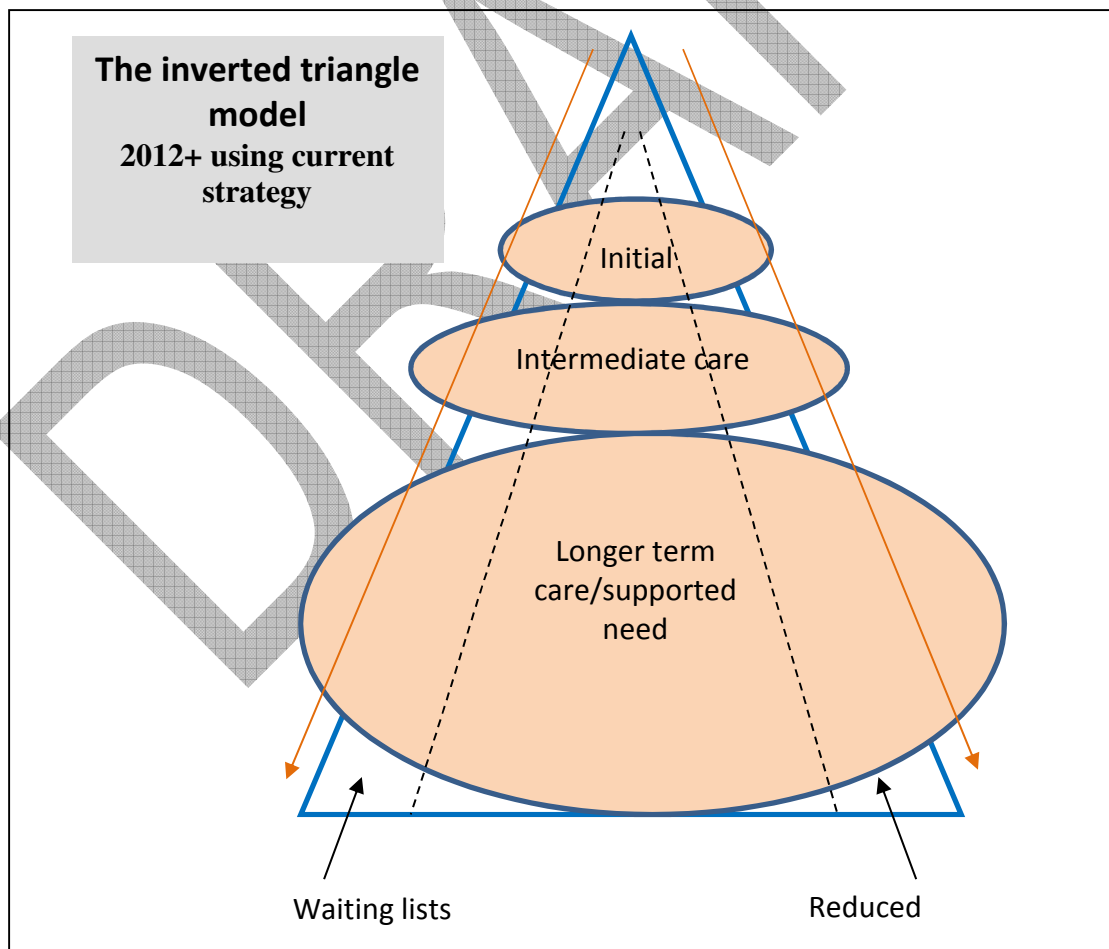 The inverted triangle
model
2012+ using current
strategy
Initial
Intermediate care
Longer term
care/supported
need
Waiting lists
Reduced
DRAFT